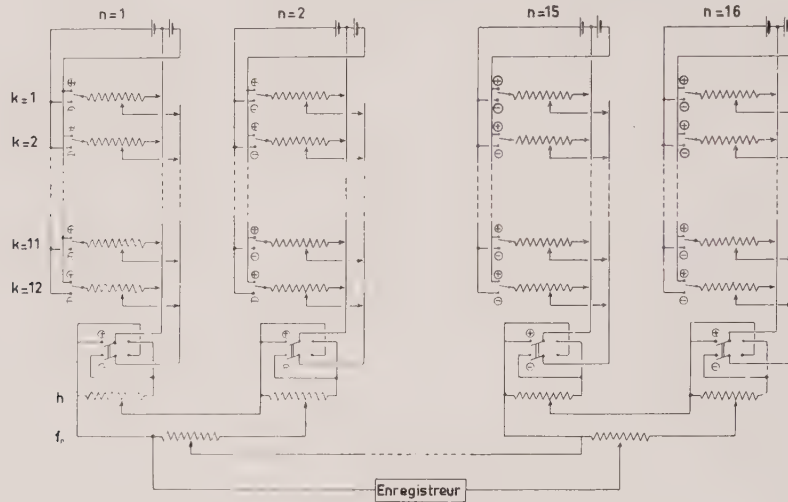 n=1 n=2 n=15 n=16
k=1
k=2
k=11
k=12
h
Enregistreur